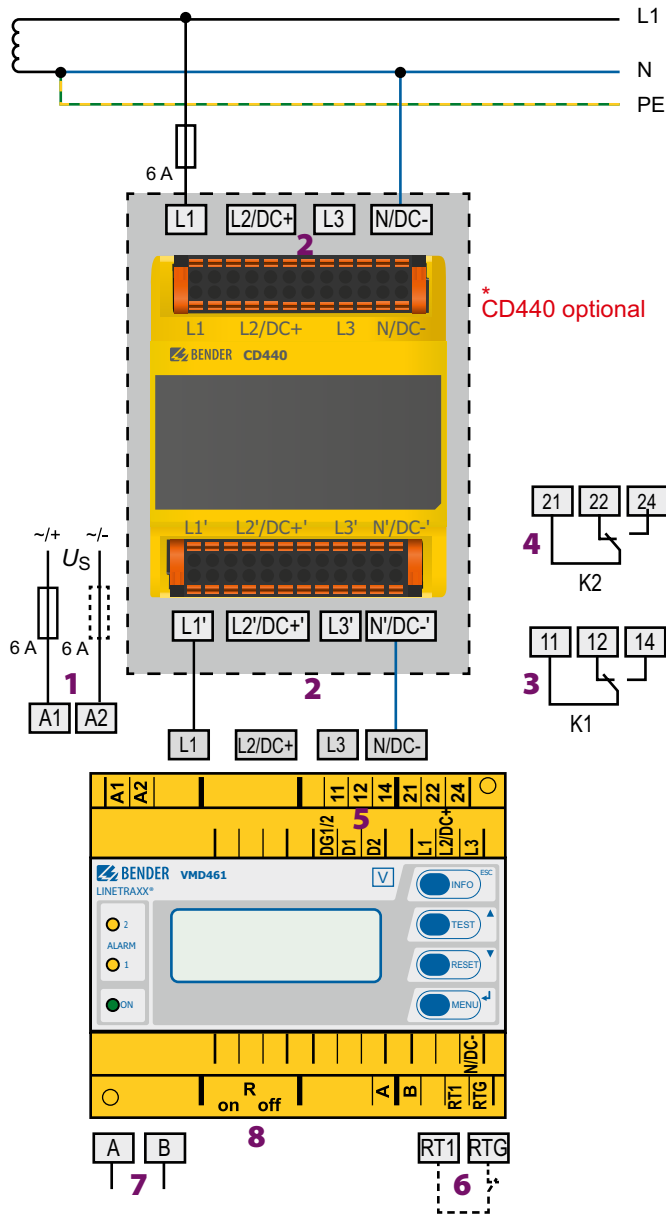 L1
N
PE
6 A
L1 L2/DC+ L3 N/DC-
2
*
CD440 optional
L1 L2/DC+ L3 N/DC-
BENDER CD440
L1' L2'/DC+' L3' N'/DC-'
~/+ ~/-
US
6 A 6 A
1
A1 A2
L1' L2'/DC+' L3' N'/DC-'
2
21 22 24
4
K2
11 12 14
3
K1
L1 L2/DC+ L3 N/DC-
A1 A2 11 12 14 21 22 24
5
DG1/2 D1 D2 L1 L2/DC+ L3
BENDER VMD461 V
LINETRAXX®
INFO ESC
2
TEST
ALARM
1
RESET
ON
MENU
N/DC-
R
on off
A B RT1 RTG
8
A B
7
RT1 RTG
6